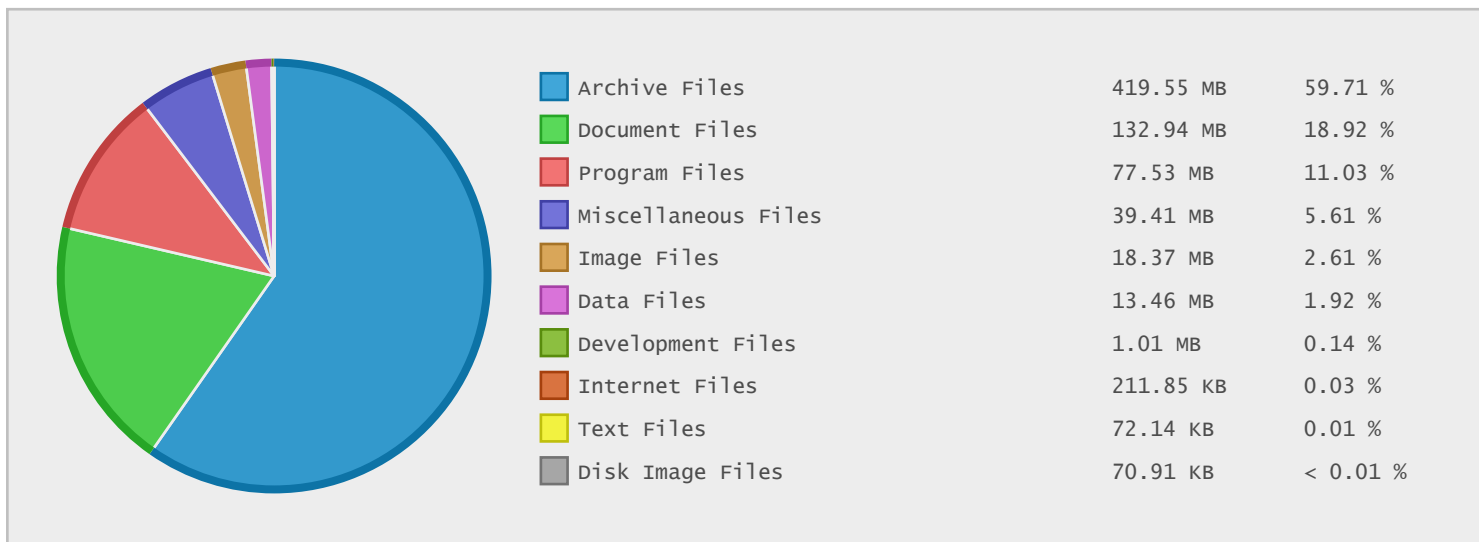 Archive Files 419.55 MB 59.71 %
Document Files 132.94 MB 18.92 %
Program Files 77.53 MB 11.03 %
Miscellaneous Files 39.41 MB 5.61 %
Image Files 18.37 MB 2.61 %
Data Files 13.46 MB 1.92 %
Development Files 1.01 MB 0.14 %
Internet Files 211.85 KB 0.03 %
Text Files 72.14 KB 0.01 %
Disk Image Files 70.91 KB < 0.01 %